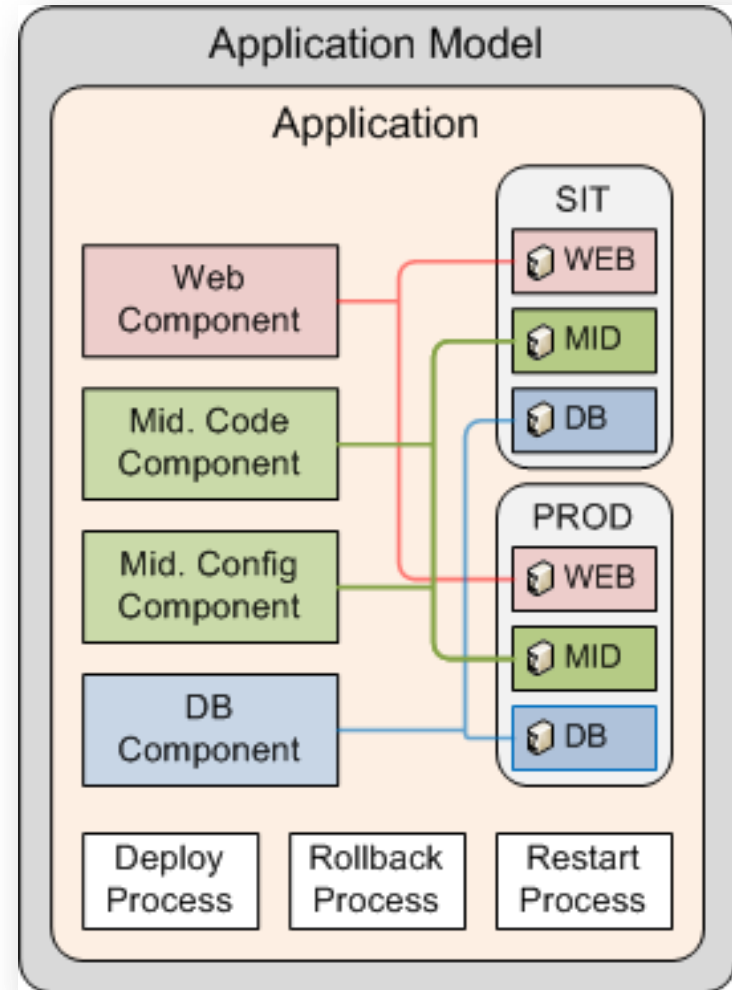 Application Model
Application
Web
Component
Mid. Code
Component
Mid. Config
Component
DB
Component
SIT
WEB
MID
DB
PROD
WEB
MID
DB
Deploy
Process
Rollback
Process
Restart
Process